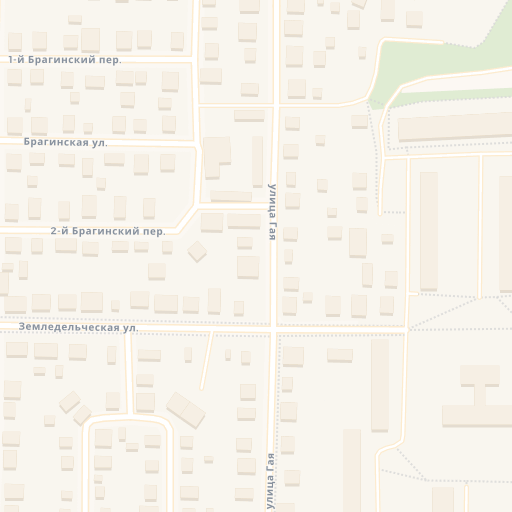 1-й Брагинский пер.
Брагинская ул.
улица Гая
2-й Брагинский пер.
Земледельческая ул.
улица Гая